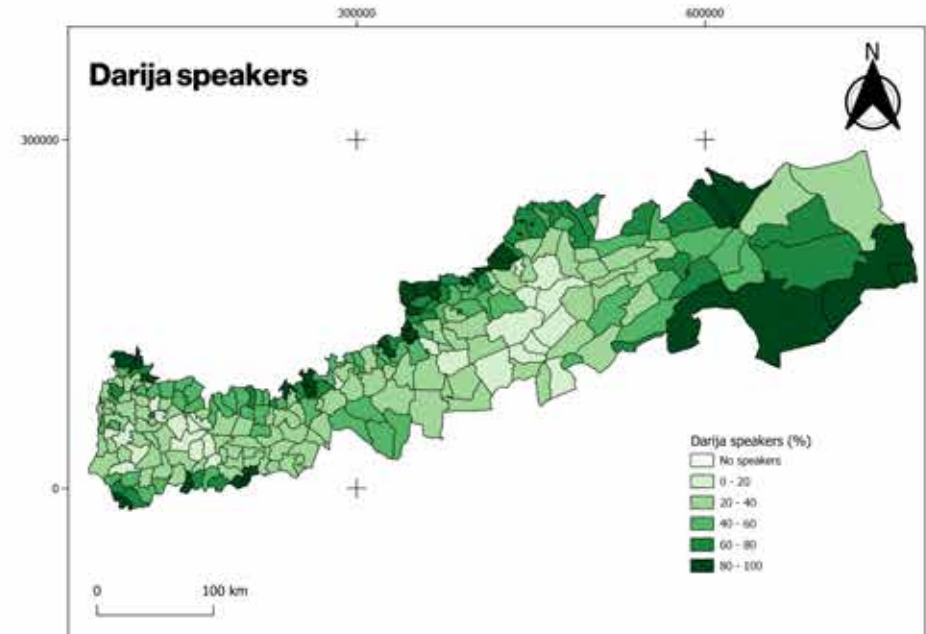 300000
600000
Darija speakers
N
300000
Darija speakers (%)
No speakers
0 - 20
20 - 40
40 - 60
60 - 80
80 - 100
0
0
100 km